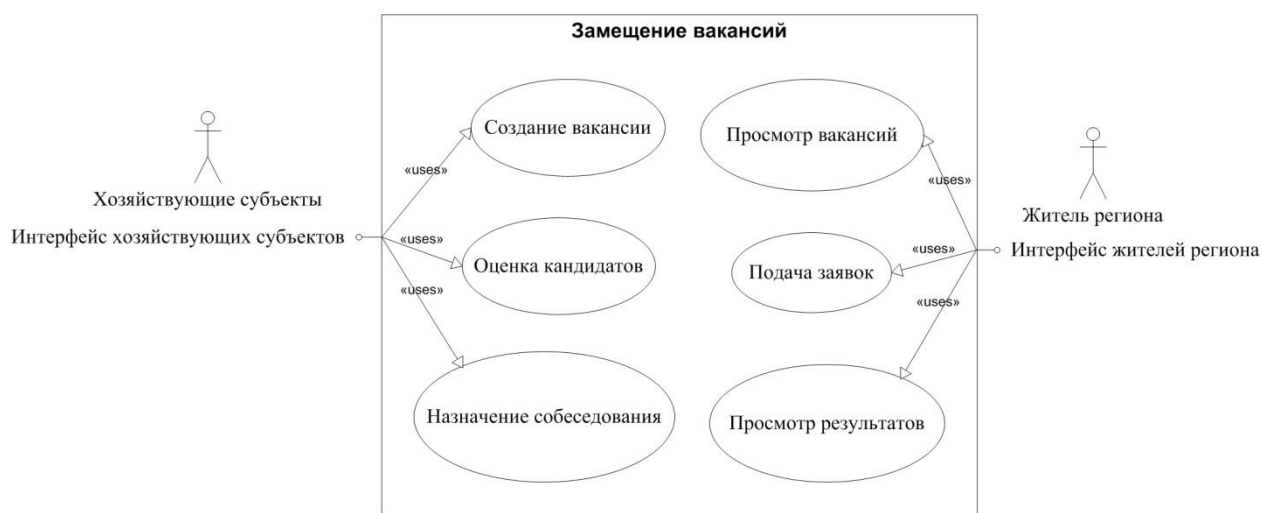 Замещение вакансий
Создание вакансии
Просмотр вакансий
«uses»
«uses»
Хозяйствующие субъекты
Житель региона
Интерфейс хозяйствующих субъектов
Интерфейс жителей региона
«uses»
«uses»
Оценка кандидатов
Подача заявок
«uses»
«uses»
Назначение собеседования
Просмотр результатов